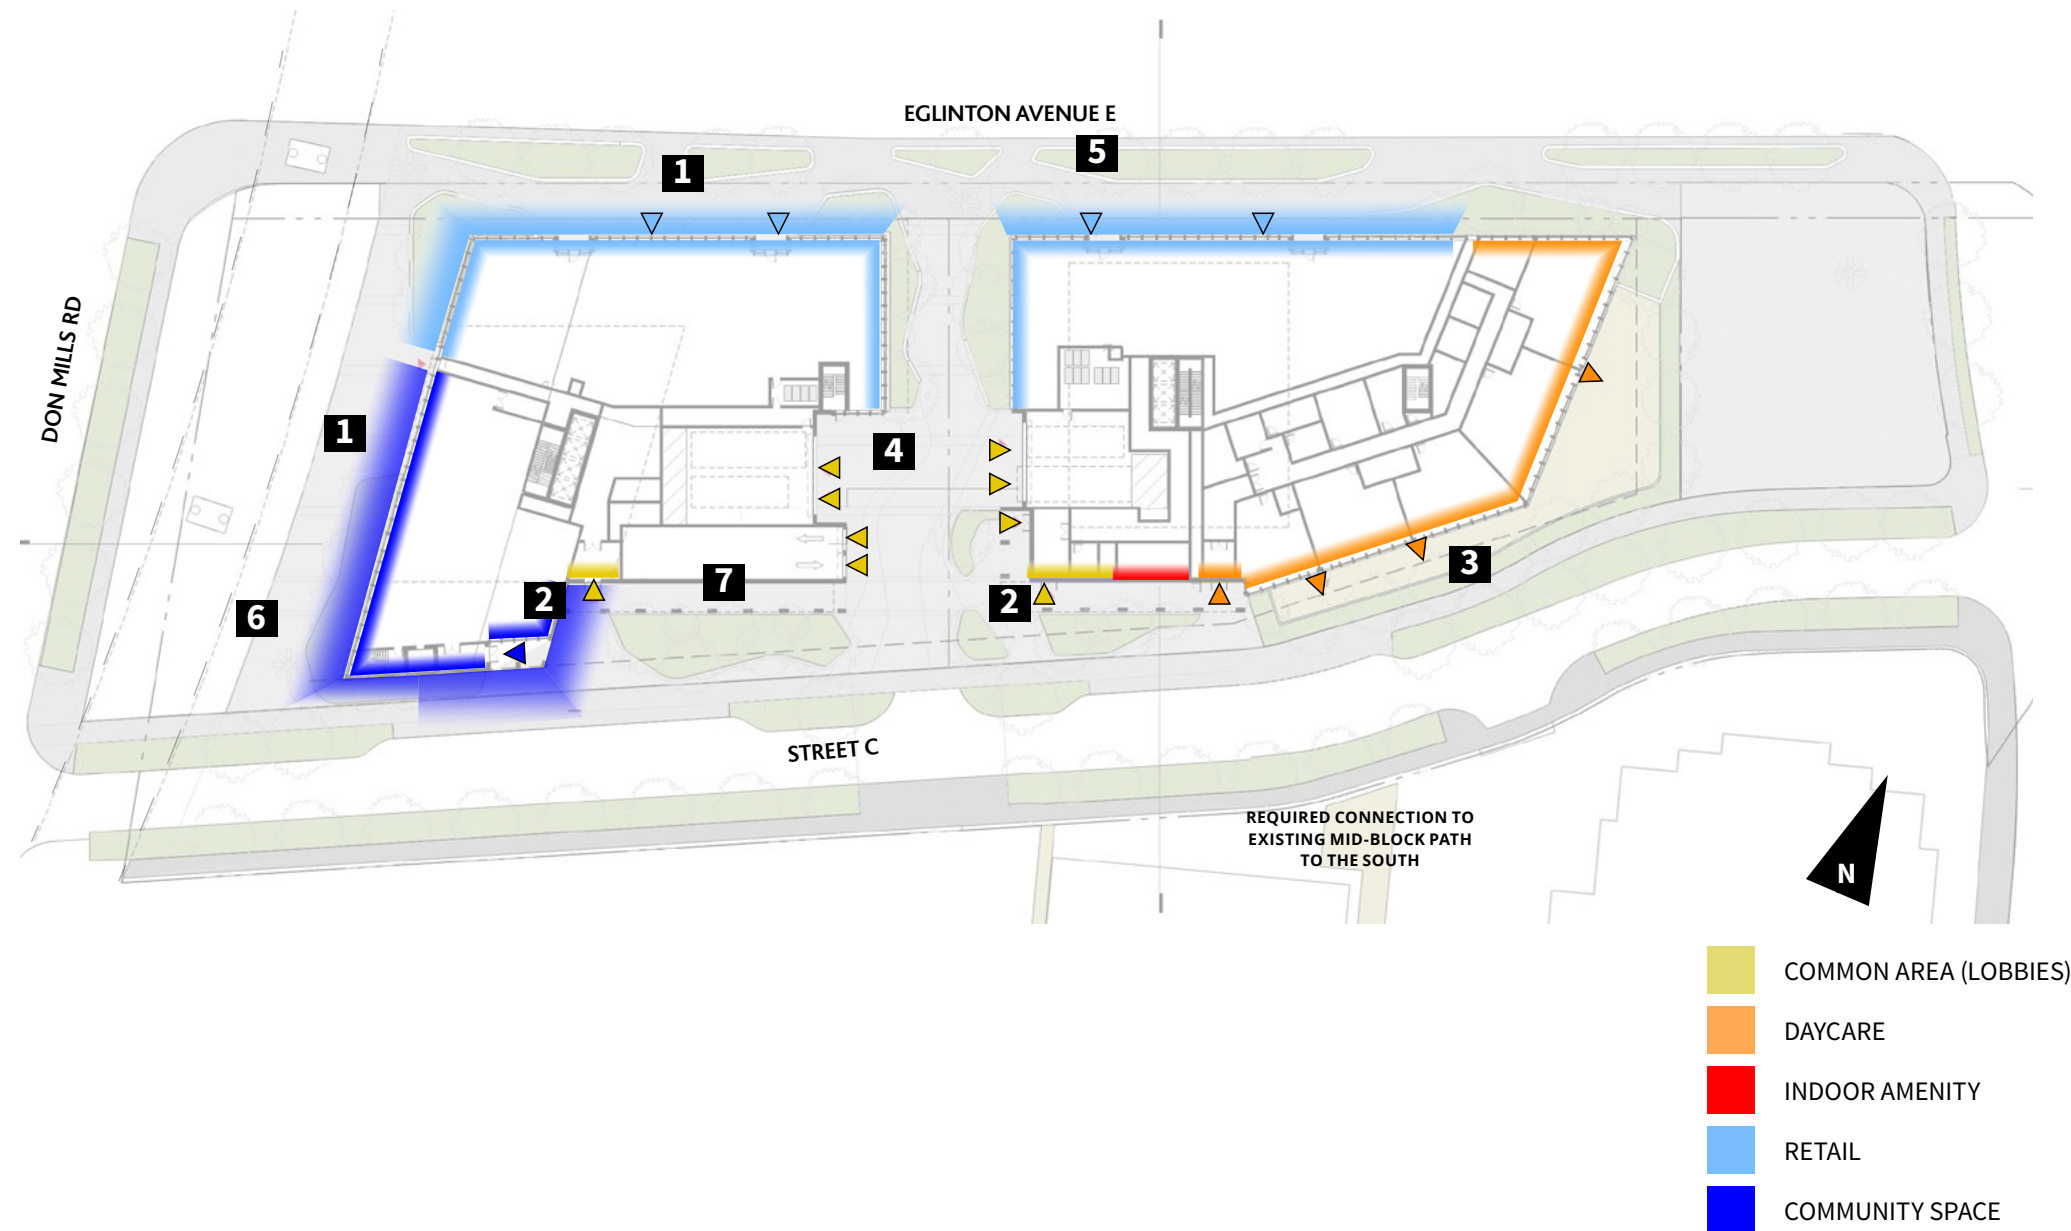 EGLINTON AVENUE E
1
5
DON MILLS RD
1
4
3
7
2
2
6
STREET C
REQUIRED CONNECTION TO
EXISTING MID-BLOCK PATH
TO THE SOUTH
N
COMMON AREA (LOBBIES)
DAYCARE
INDOOR AMENITY
RETAIL
COMMUNITY SPACE